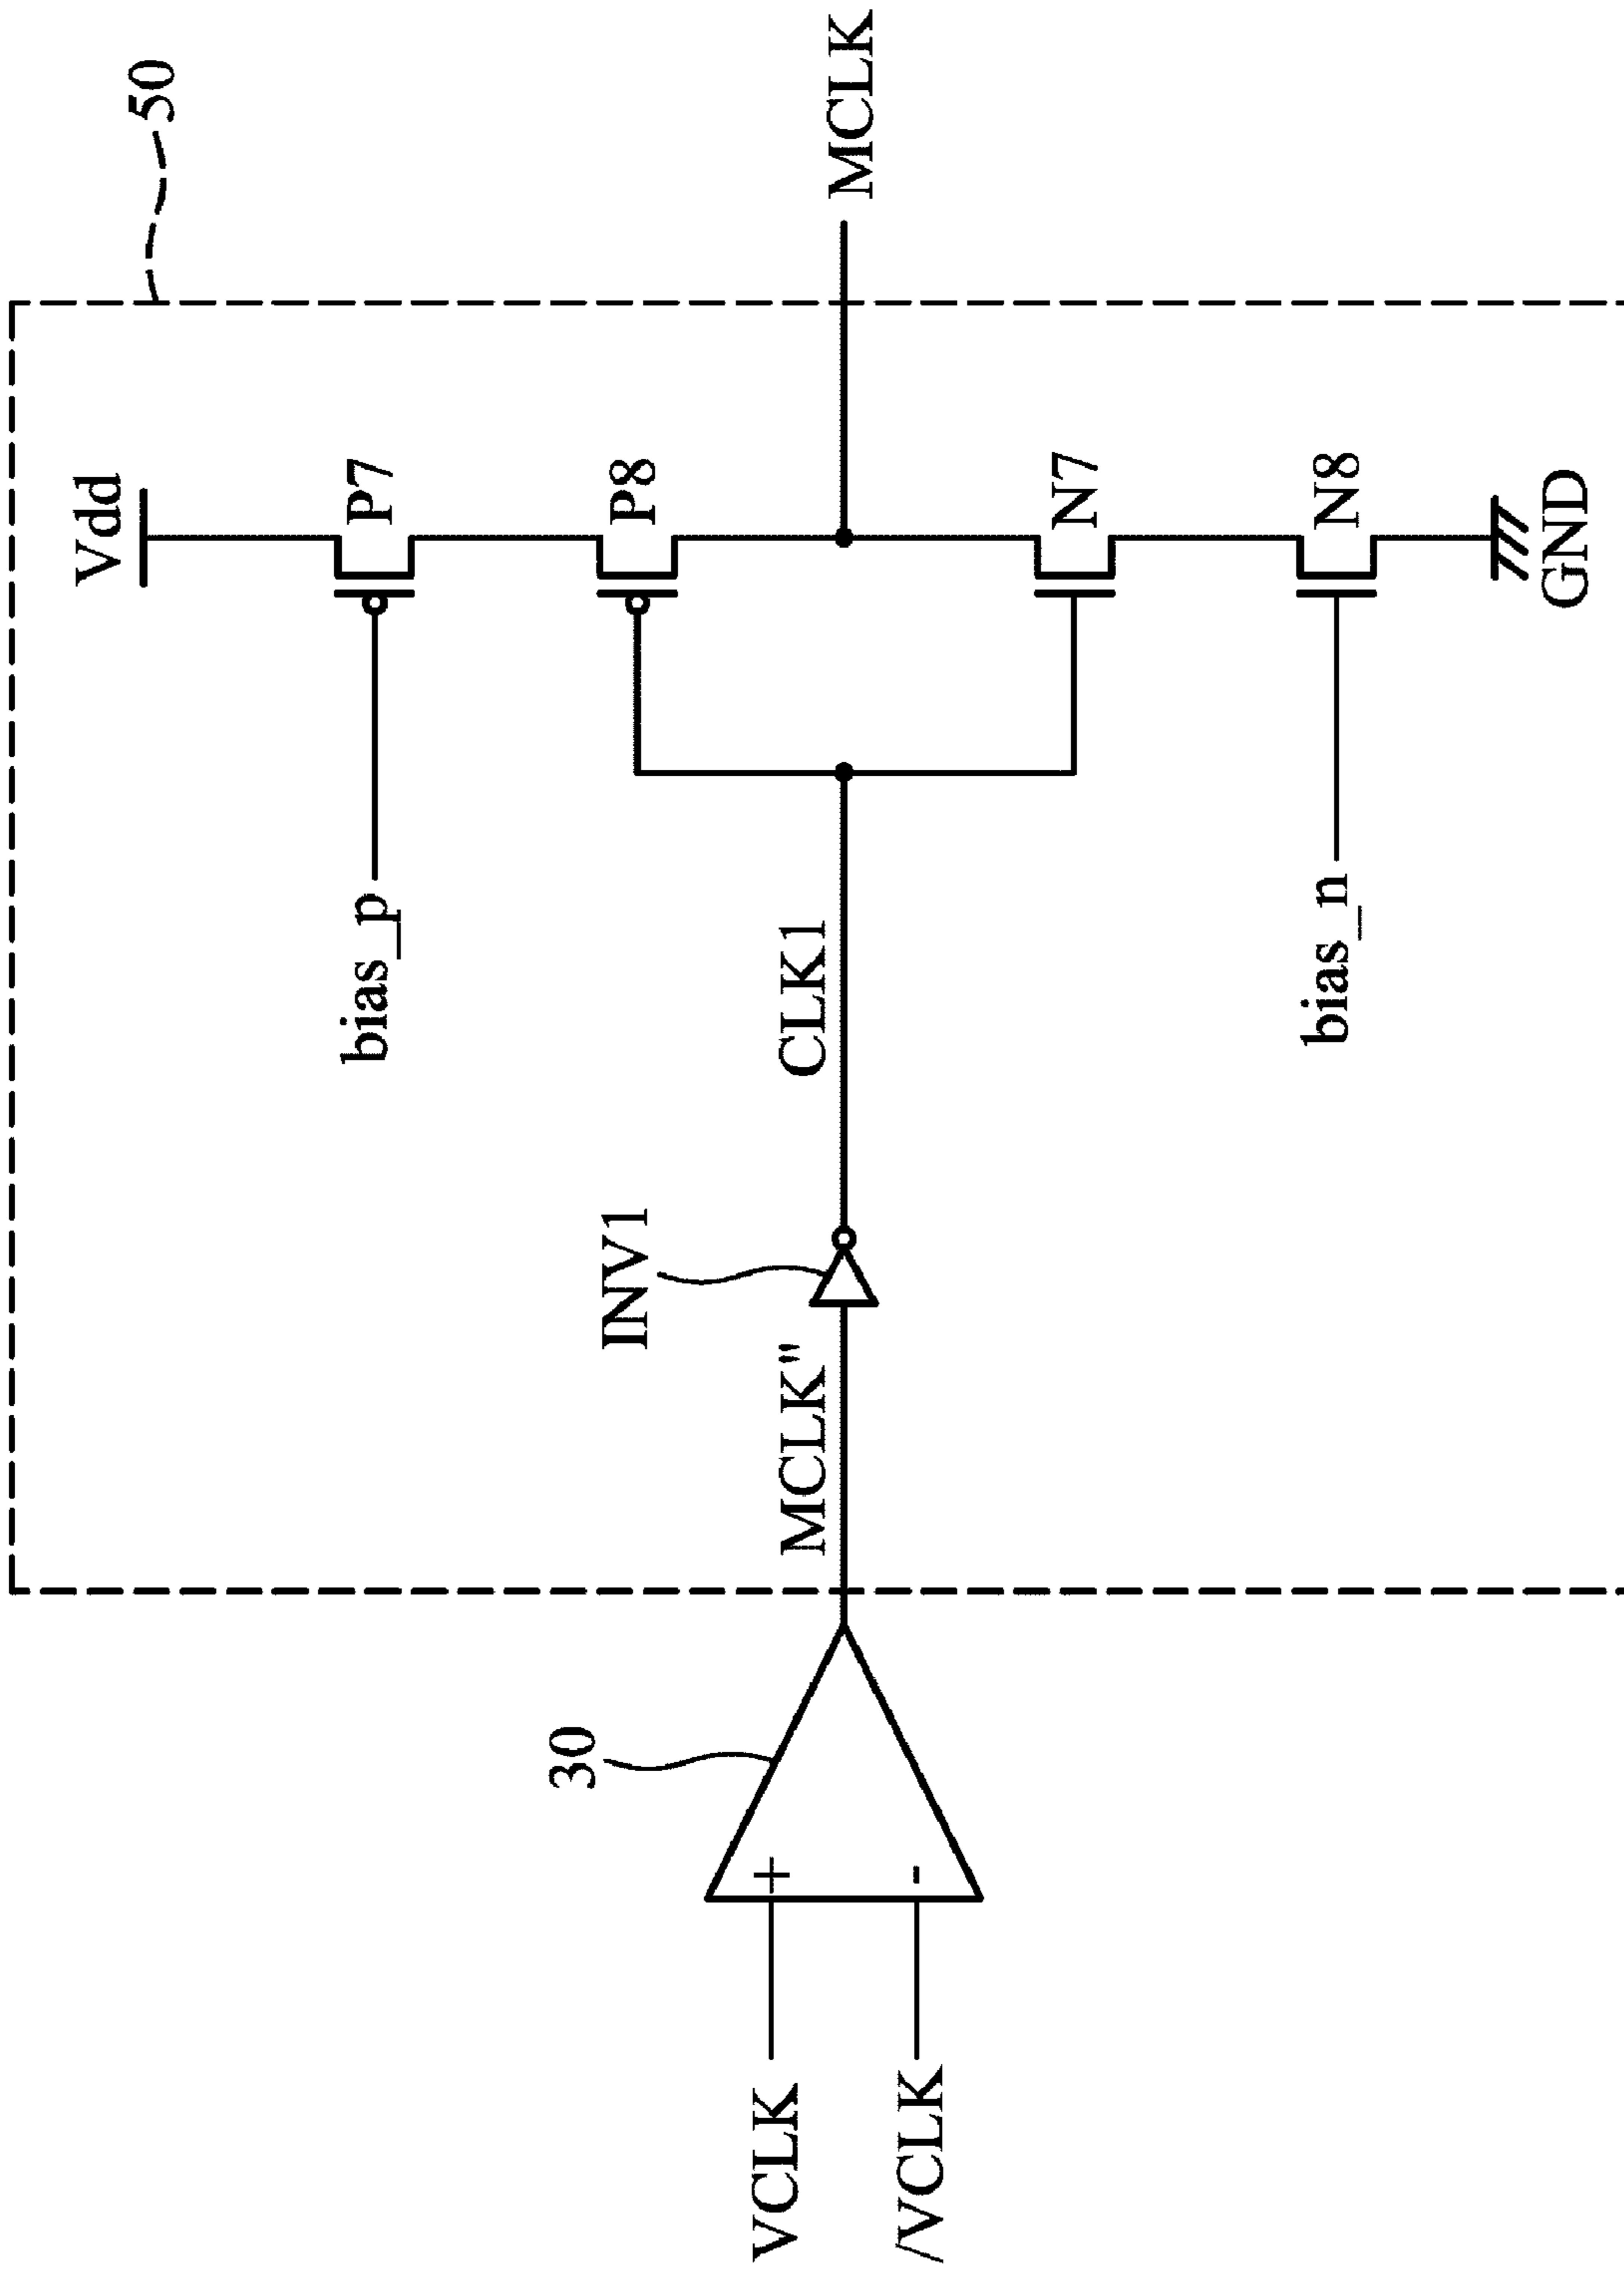 50
Vdd
P7
bias_p
P8
INV1
30
VCLK
+
MCLK"
CLK1
MCLK
/VCLK
-
N7
bias_n
N8
GND